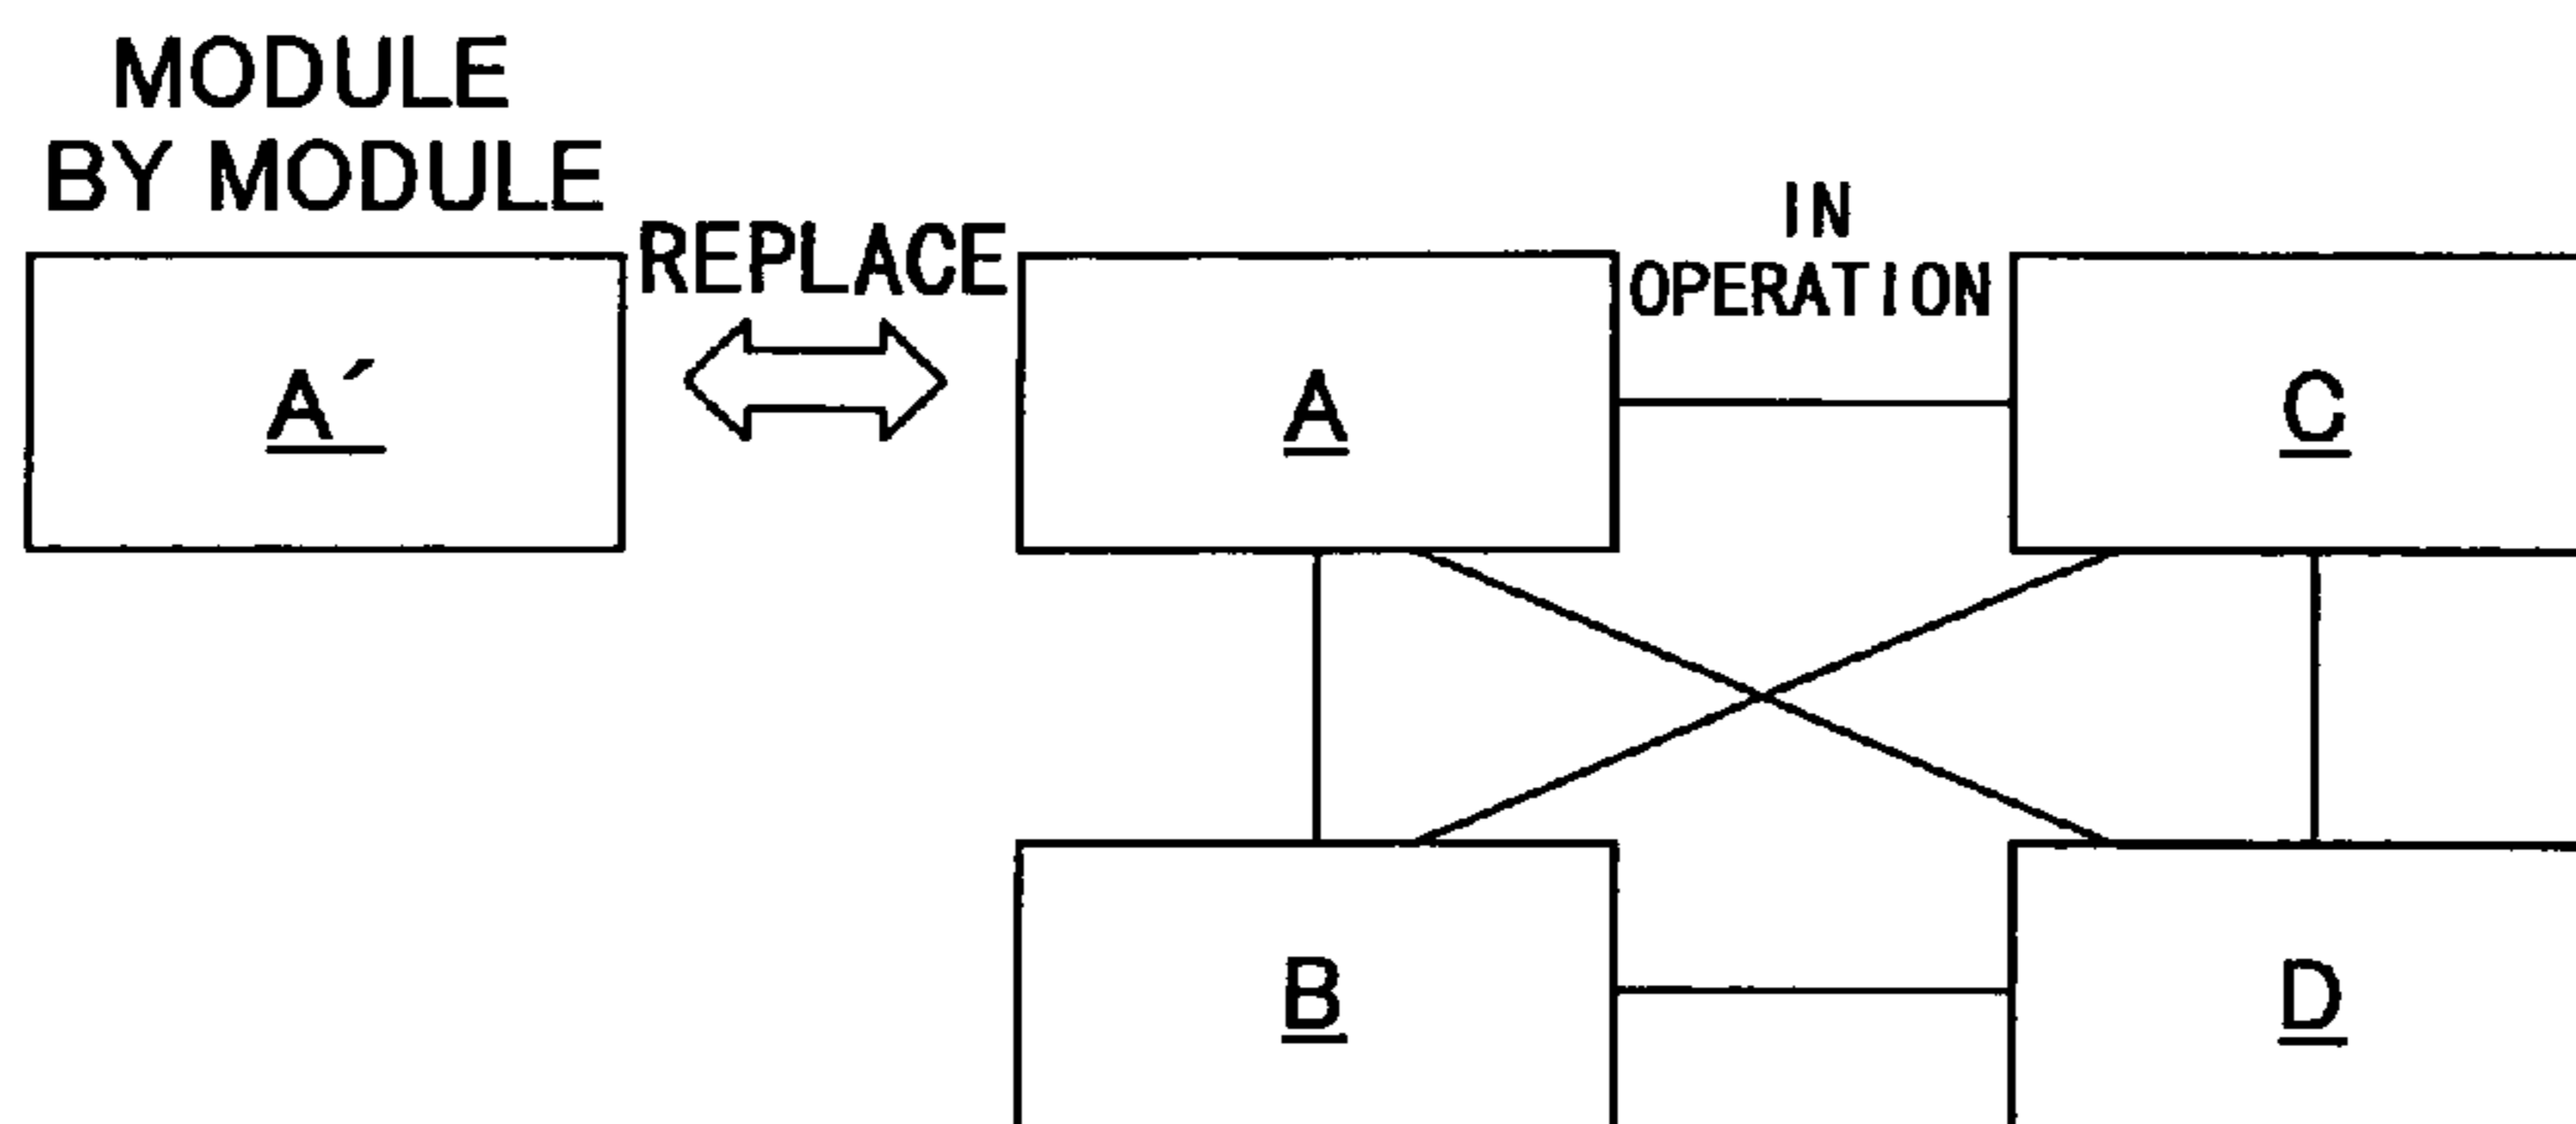 MODULE
BY MODULE
REPLACE
IN
OPERATION
A´
A
C
B
D